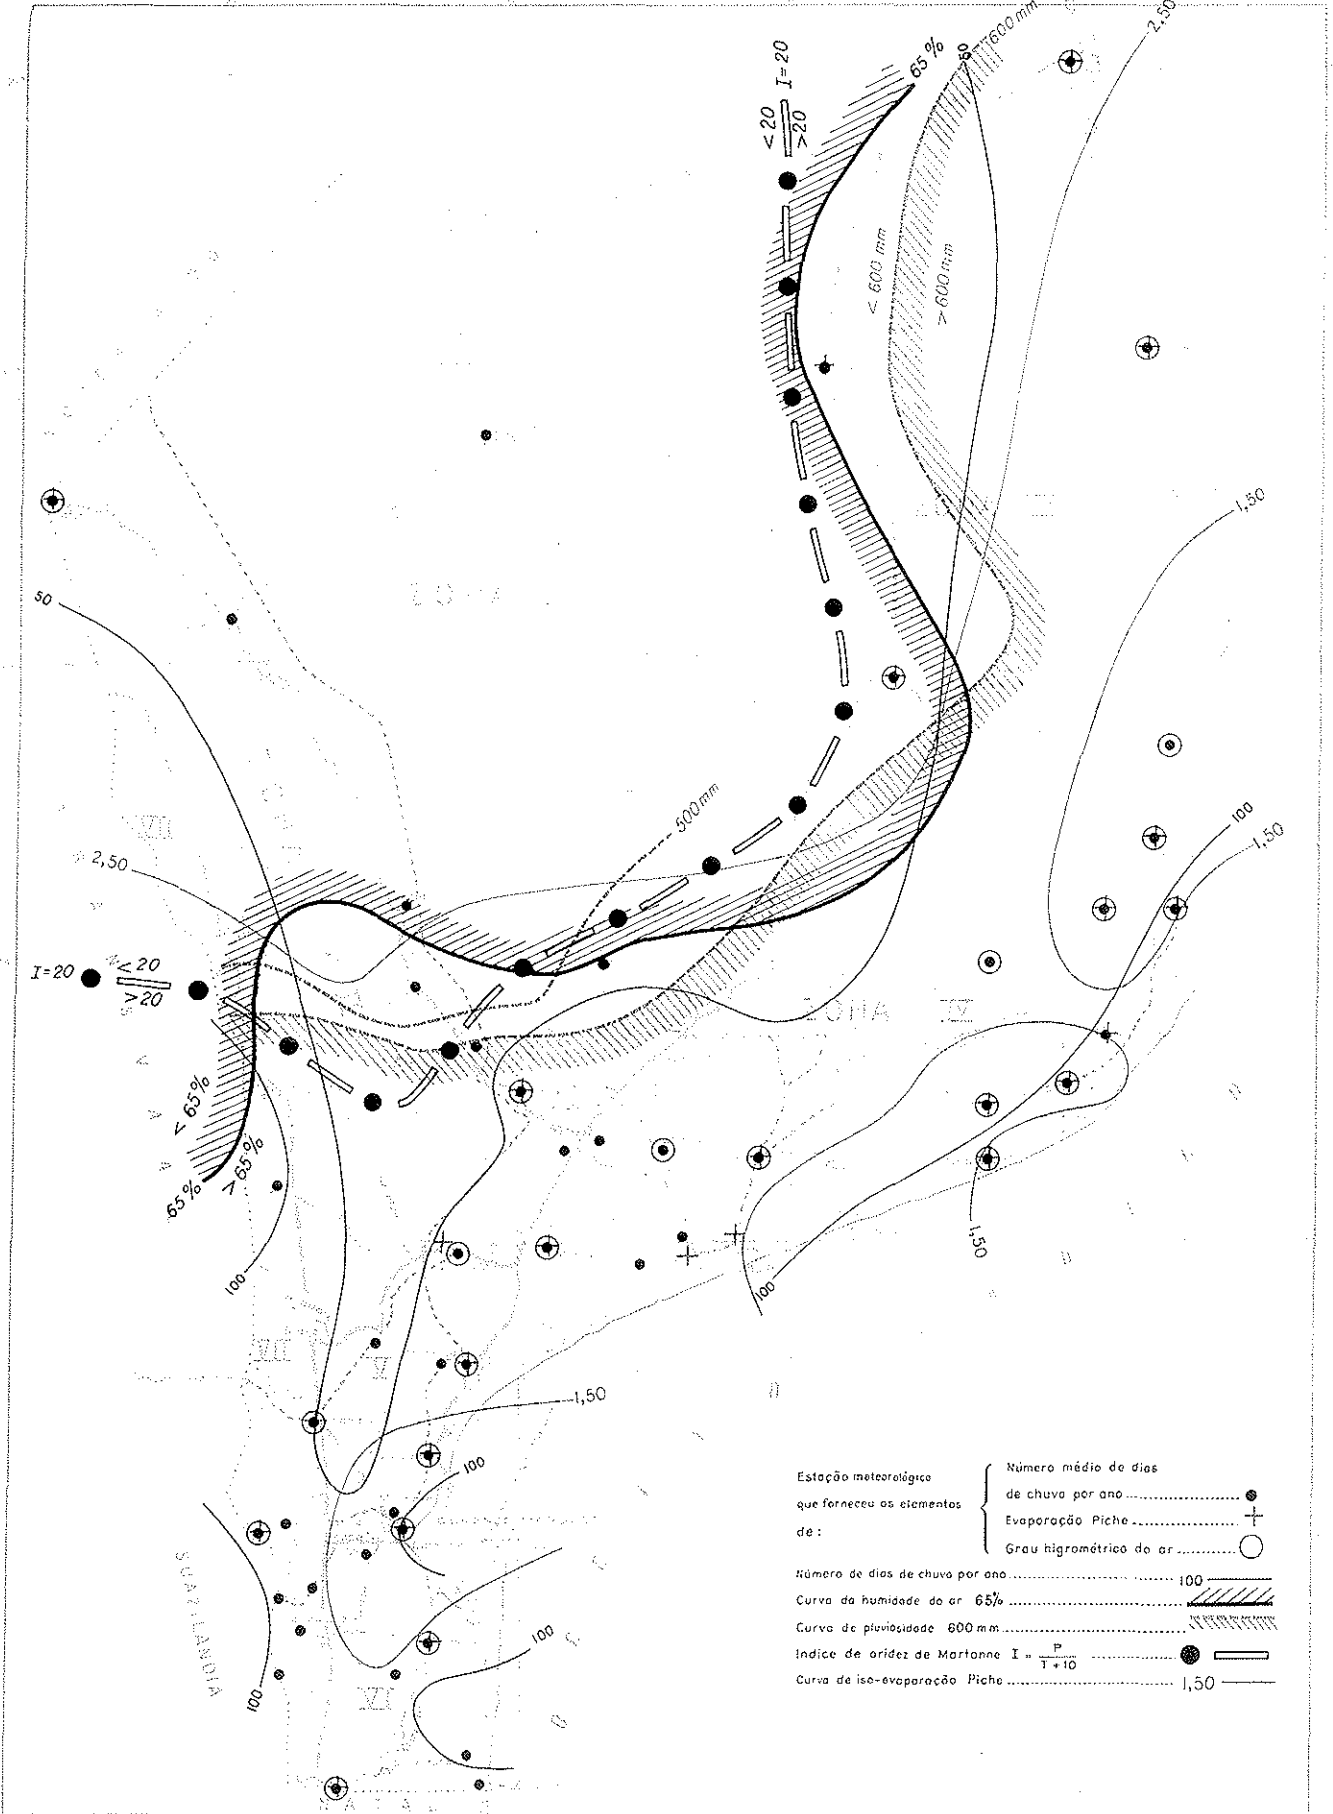 600 mm
2,50
65 %
50
I=20
<20
>20
< 600 mm
> 600 mm
1,50
50
500 mm
100
1,50
2,50
I=20
<20
>20
< 65%
> 65%
65%
100
1,50
100
1,50
100
SUAZILANDIA
100
100
NATAL
Estação meteorológica
que forneceu os elementos
de:
Número médio de dias
de chuva por ano
Evaporação Piche
Grau higrométrico do ar
Número de dias de chuva por ano 100
Curva da humidade do ar 65%
Curva de pluviosidade 600 mm
Indice de aridez de Martonne I = P / T + 10
Curva de iso-evaporação Piche 1,50